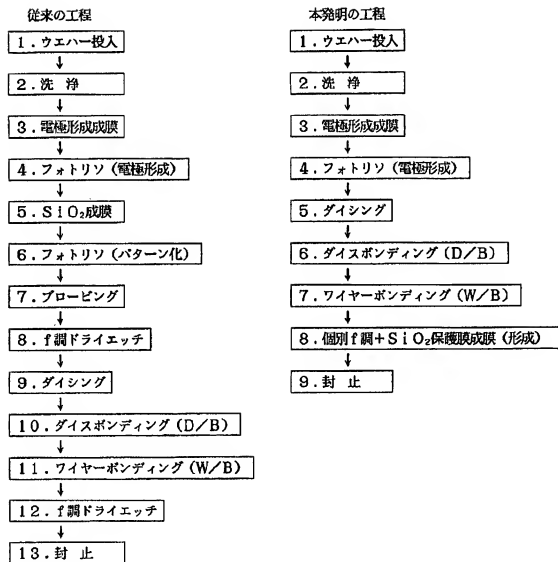 従来の工程
1．ウエハー投入
↓
2．洗 浄
↓
3．電極形成成膜
↓
4．フォトリソ（電極形成）
↓
5．SiO₂成膜
↓
6．フォトリソ（パターン化）
↓
7．プロービング
↓
8．f調ドライエッチ
↓
9．ダイシング
↓
10．ダイスボンディング（D／B）
↓
11．ワイヤーボンディング（W／B）
↓
12．f調ドライエッチ
↓
13．封 止
本発明の工程
1．ウエハー投入
↓
2．洗 浄
↓
3．電極形成成膜
↓
4．フォトリソ（電極形成）
↓
5．ダイシング
↓
6．ダイスボンディング（D／B）
↓
7．ワイヤーボンディング（W／B）
↓
8．個別f調＋SiO₂保護膜成膜（形成）
↓
9．封 止